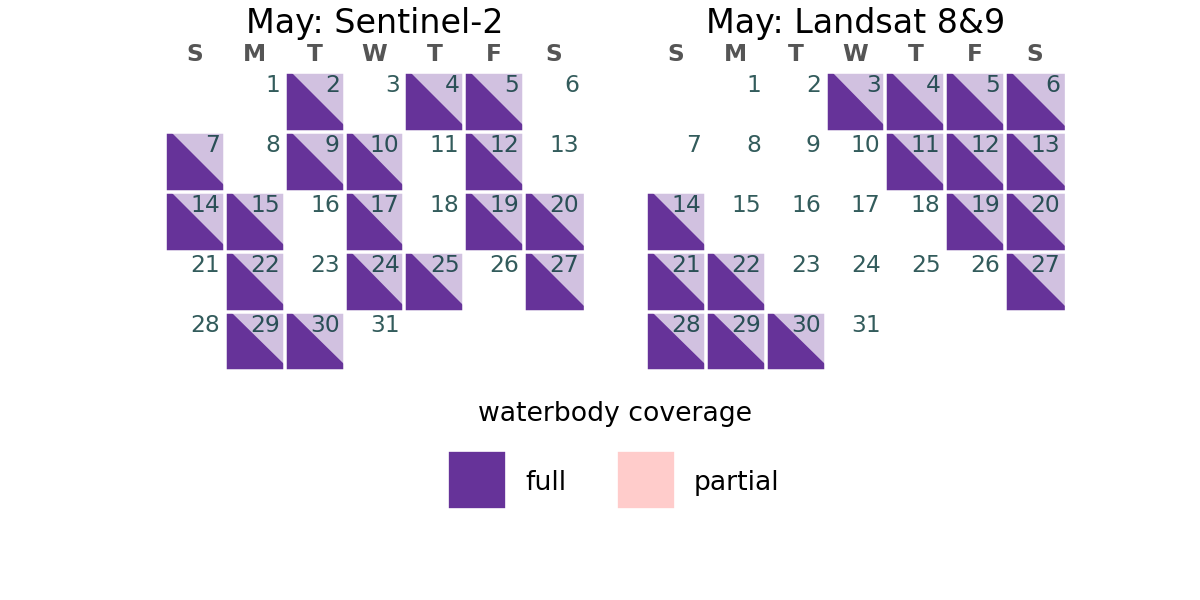 May: Sentinel-2
S M T W T F S
1 2 3 4 5 6
7 8 9 10 11 12 13
14 15 16 17 18 19 20
21 22 23 24 25 26 27
28 29 30 31
May: Landsat 8&9
S M T W T F S
1 2 3 4 5 6
7 8 9 10 11 12 13
14 15 16 17 18 19 20
21 22 23 24 25 26 27
28 29 30 31
waterbody coverage
full partial